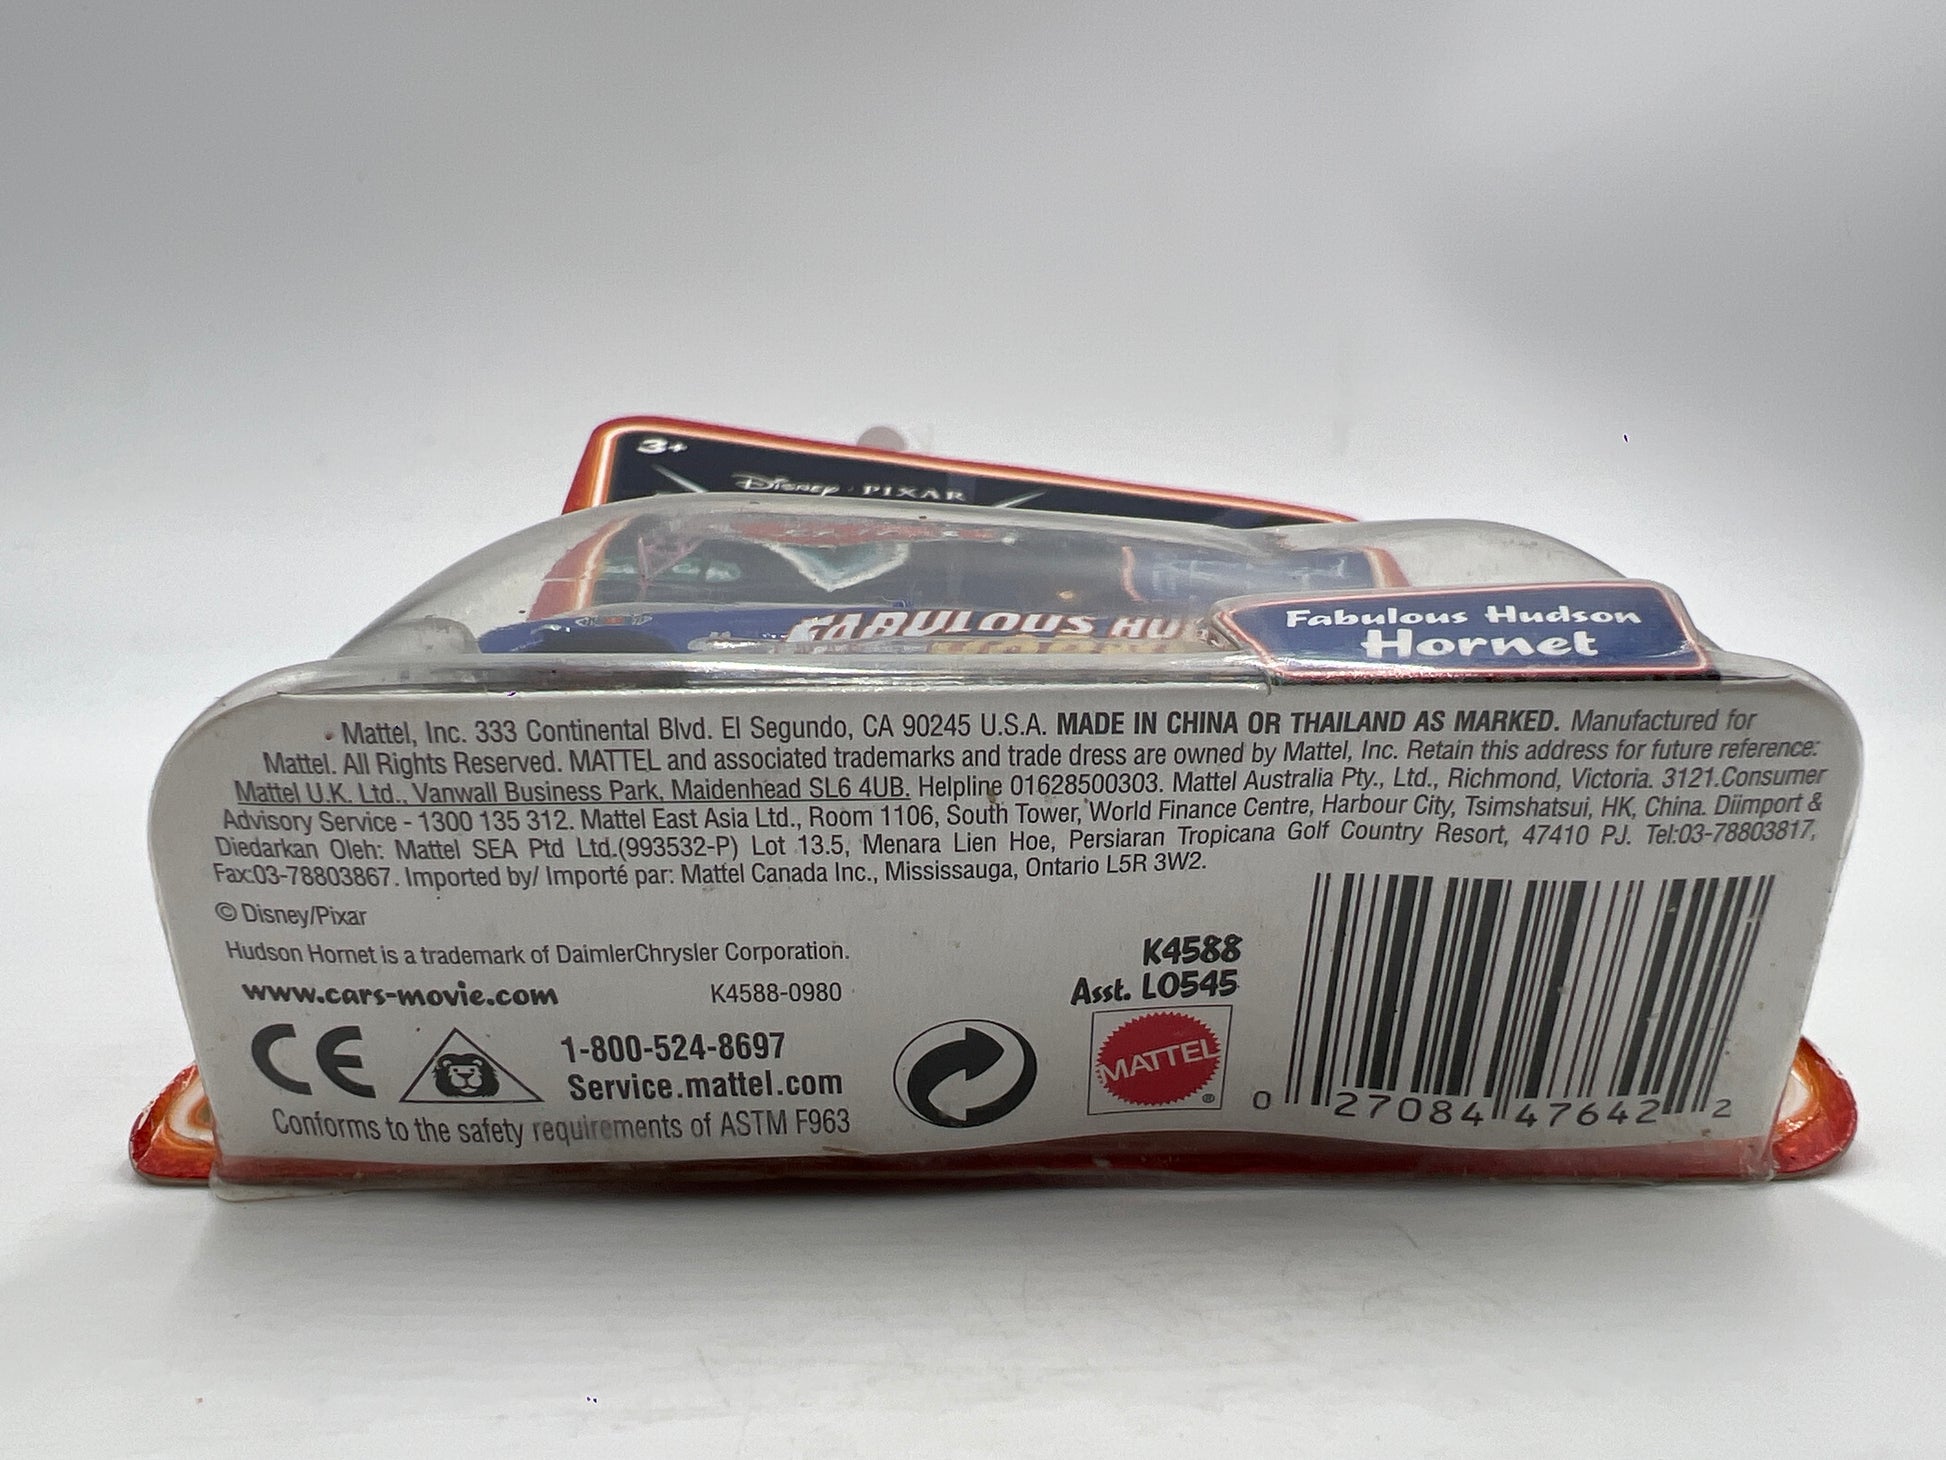 3+
Disney · PIXAR
FABULOUS HU
Fabulous Hudson
Hornet
Mattel, Inc. 333 Continental Blvd. El Segundo, CA 90245 U.S.A. MADE IN CHINA OR THAILAND AS MARKED. Manufactured for
Mattel. All Rights Reserved. MATTEL and associated trademarks and trade dress are owned by Mattel, Inc. Retain this address for future reference:
Mattel U.K. Ltd., Vanwall Business Park, Maidenhead SL6 4UB. Helpline 01628500303. Mattel Australia Pty., Ltd., Richmond, Victoria. 3121.Consumer
Advisory Service - 1300 135 312. Mattel East Asia Ltd., Room 1106, South Tower, World Finance Centre, Harbour City, Tsimshatsui, HK, China. Diimport &
Diedarkan Oleh: Mattel SEA Ptd Ltd.(993532-P) Lot 13.5, Menara Lien Hoe, Persiaran Tropicana Golf Country Resort, 47410 PJ. Tel:03-78803817,
Fax:03-78803867. Imported by/ Importé par: Mattel Canada Inc., Mississauga, Ontario L5R 3W2.
© Disney/Pixar
Hudson Hornet is a trademark of DaimlerChrysler Corporation.
www.cars-movie.com K4588-0980
K4588
Asst. L0545
CE
1-800-524-8697
Service.mattel.com
Conforms to the safety requirements of ASTM F963
MATTEL®
0 27084 47642 2